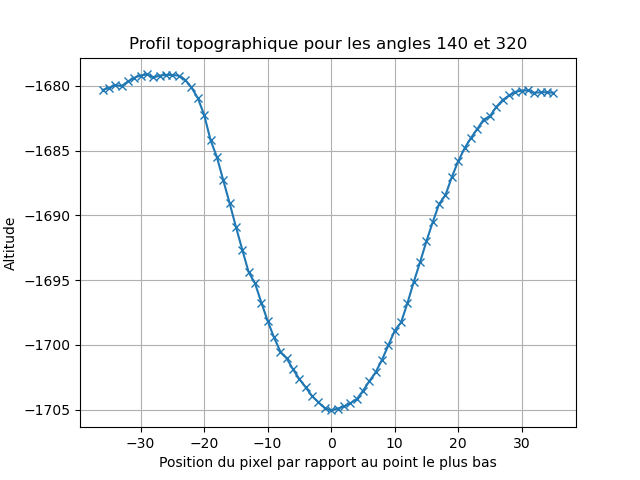 Profil topographique pour les angles 140 et 320
Altitude
−1680
−1685
−1690
−1695
−1700
−1705
−30 −20 −10 0 10 20 30
Position du pixel par rapport au point le plus bas